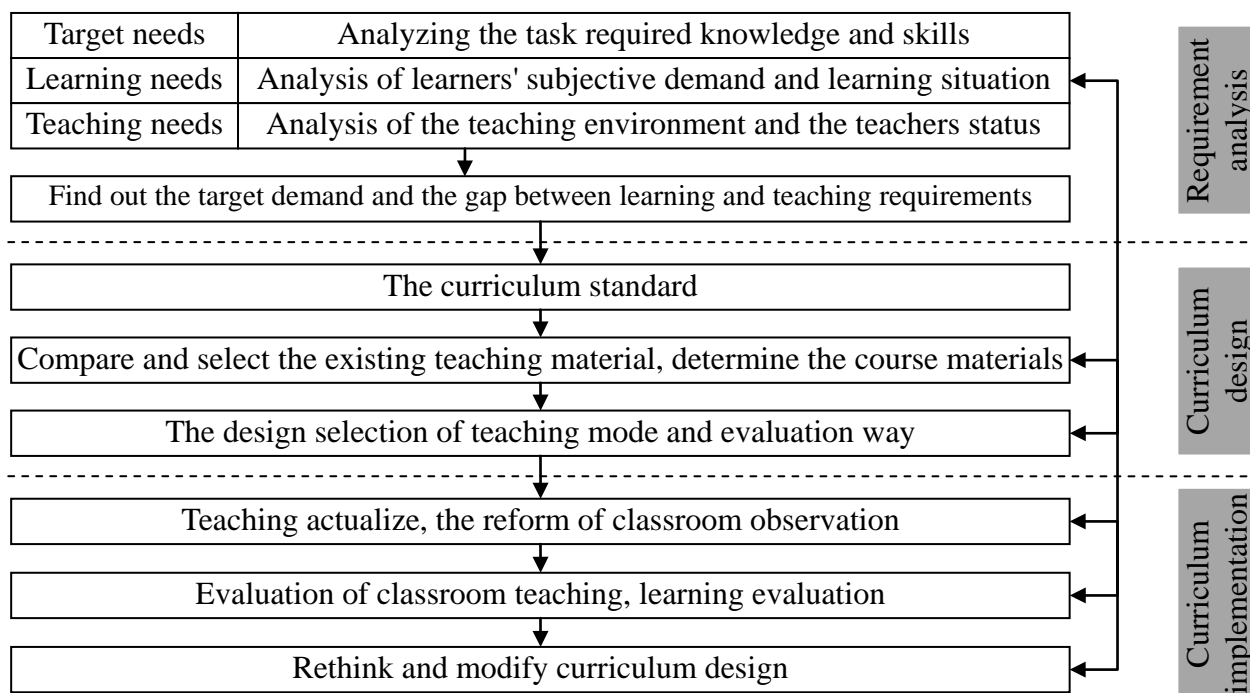 Target needs
Analyzing the task required knowledge and skills
Learning needs
Analysis of learners' subjective demand and learning situation
Teaching needs
Analysis of the teaching environment and the teachers status
Find out the target demand and the gap between learning and teaching requirements
Requirement
analysis
The curriculum standard
Compare and select the existing teaching material, determine the course materials
The design selection of teaching mode and evaluation way
Curriculum
design
Teaching actualize, the reform of classroom observation
Evaluation of classroom teaching, learning evaluation
Rethink and modify curriculum design
Curriculum
implementation